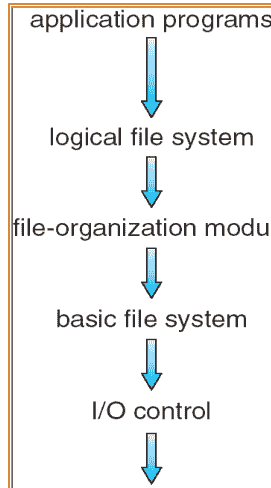 application programs
logical file system
file-organization modu
basic file system
I/O control